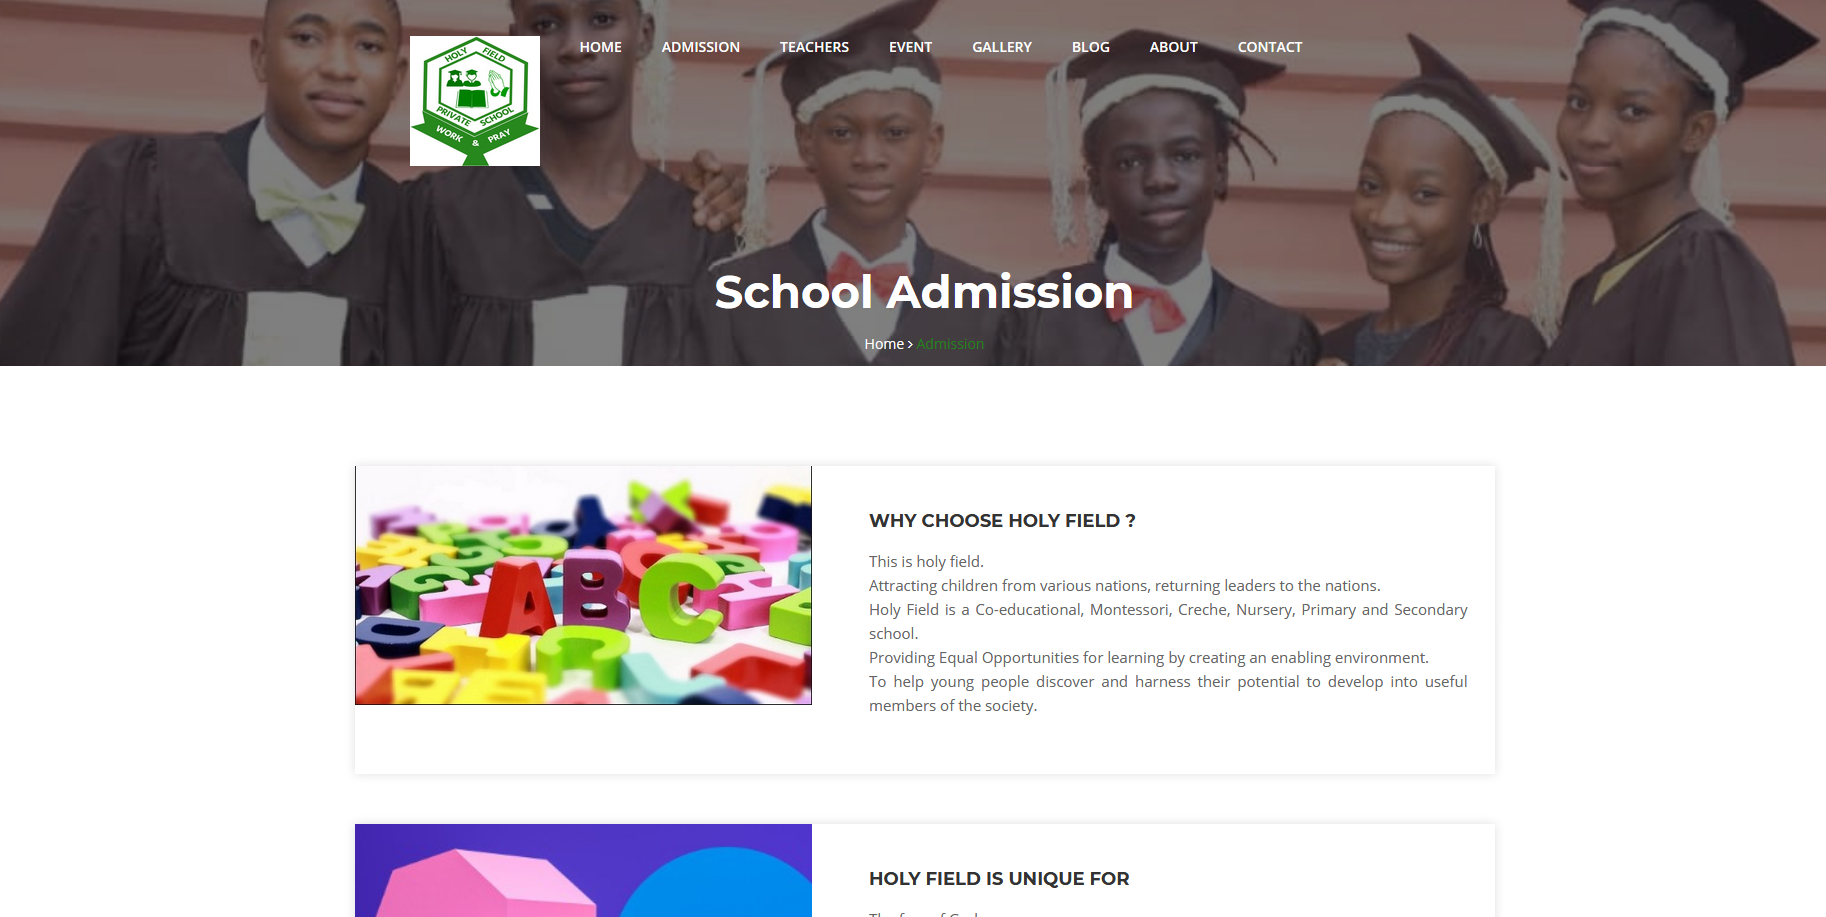 HOLY FIELD
PRIVATE SCHOOL
WORK & PRAY
HOME ADMISSION TEACHERS EVENT GALLERY BLOG ABOUT CONTACT
School Admission
Home > Admission
A B C
WHY CHOOSE HOLY FIELD ?
This is holy field.
Attracting children from various nations, returning leaders to the nations.
Holy Field is a Co-educational, Montessori, Creche, Nursery, Primary and Secondary
school.
Providing Equal Opportunities for learning by creating an enabling environment.
To help young people discover and harness their potential to develop into useful
members of the society.
HOLY FIELD IS UNIQUE FOR